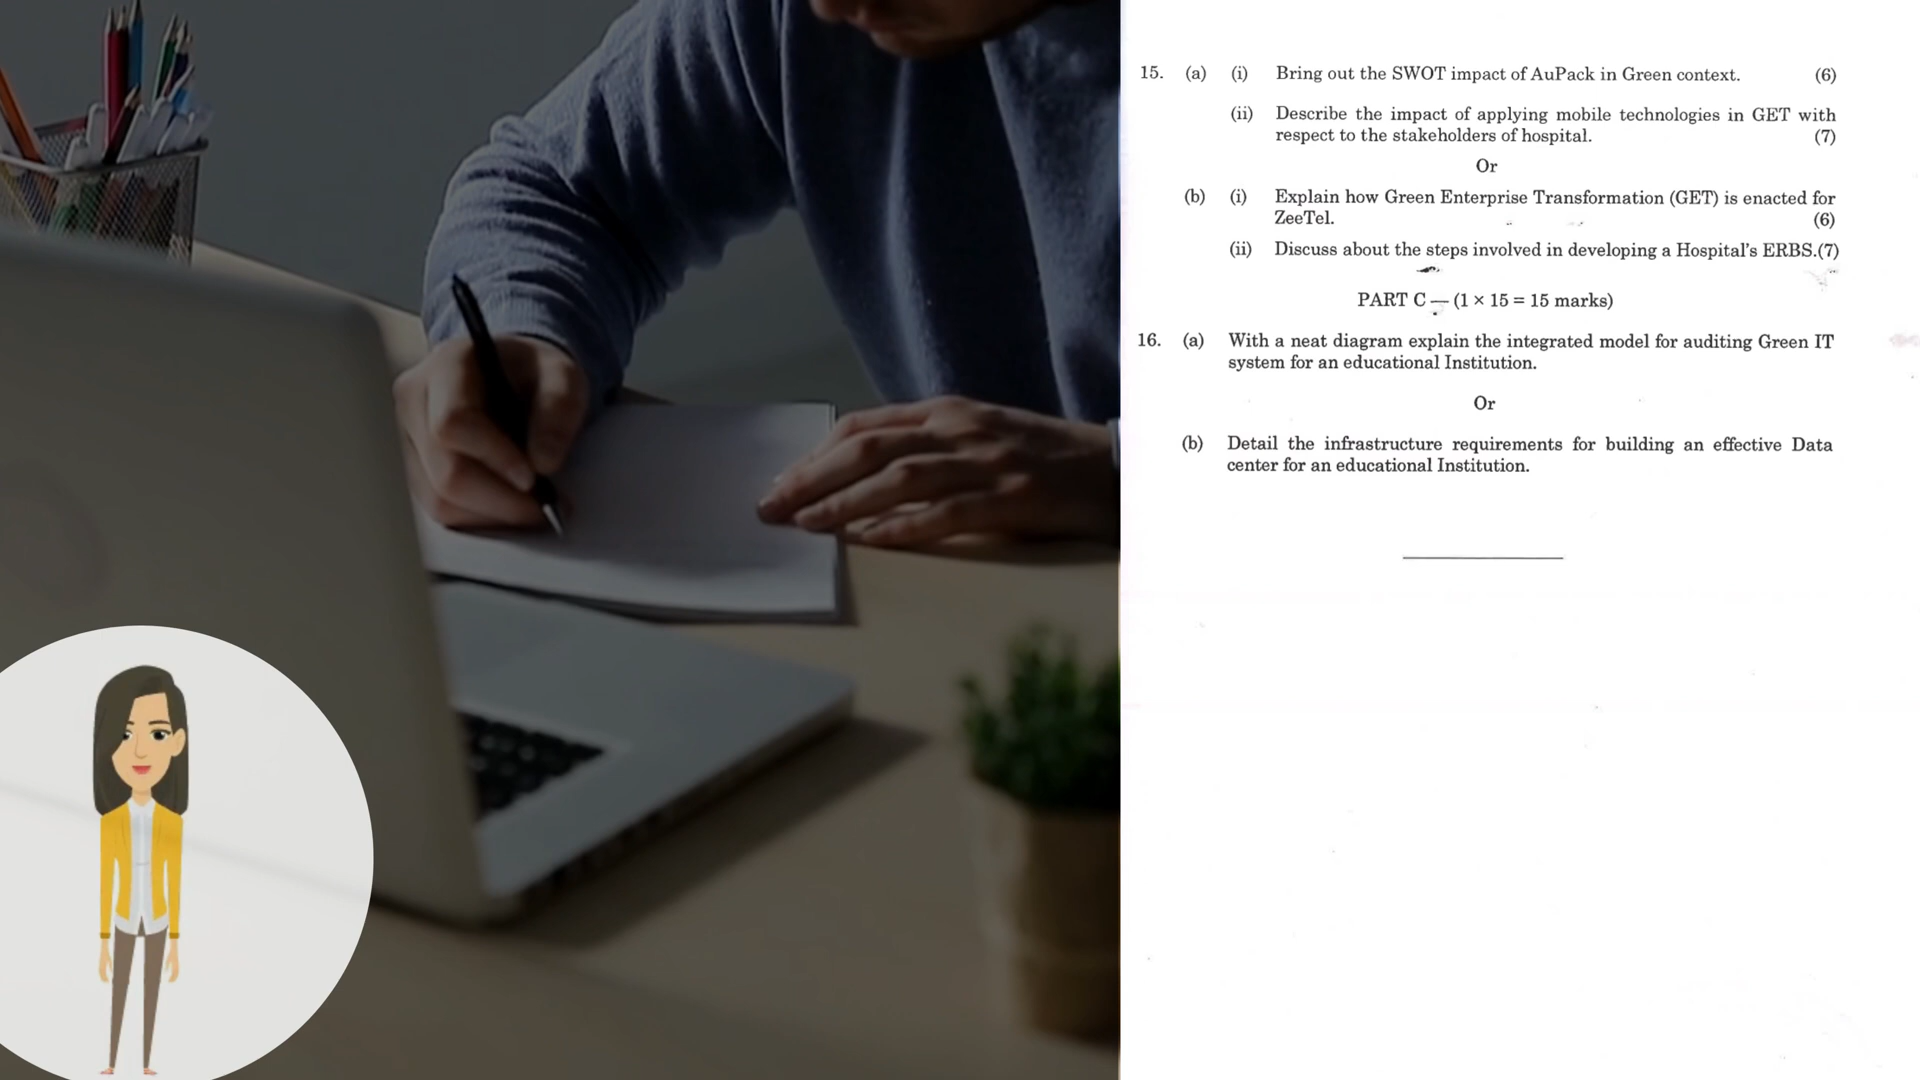 15. (a) (i) Bring out the SWOT impact of AuPack in Green context. (6)
(ii) Describe the impact of applying mobile technologies in GET with
respect to the stakeholders of hospital. (7)
Or
(b) (i) Explain how Green Enterprise Transformation (GET) is enacted for
ZeeTel. (6)
(ii) Discuss about the steps involved in developing a Hospital's ERBS.(7)
PART C — (1 × 15 = 15 marks)
16. (a) With a neat diagram explain the integrated model for auditing Green IT
system for an educational Institution.
Or
(b) Detail the infrastructure requirements for building an effective Data
center for an educational Institution.